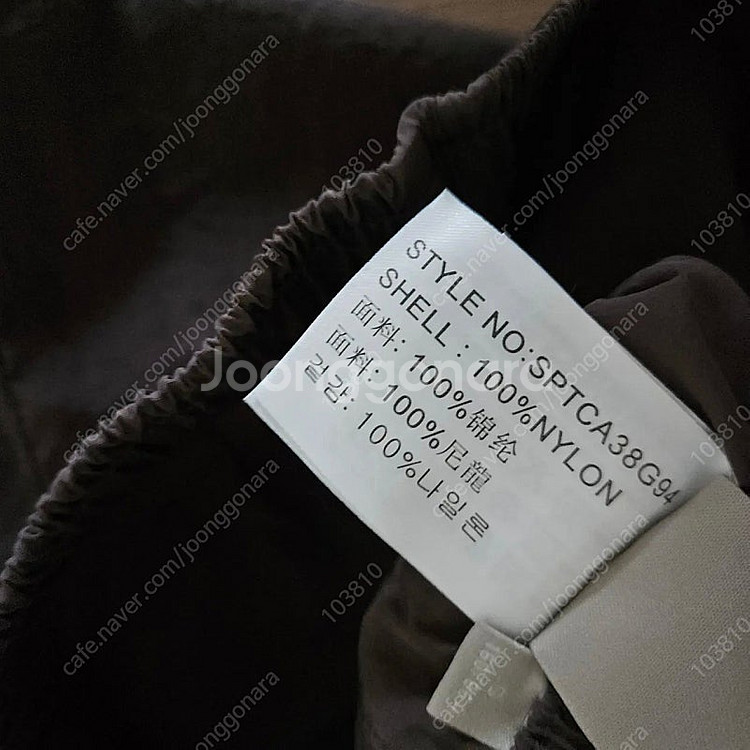 STYLE NO:SPTCA38G94
SHELL : 100%NYLON
面料: 100%锦纶
面料: 100%尼龍
겉감: 100%나일론
Joonggonara
cafe.naver.com/joonggonara
103810